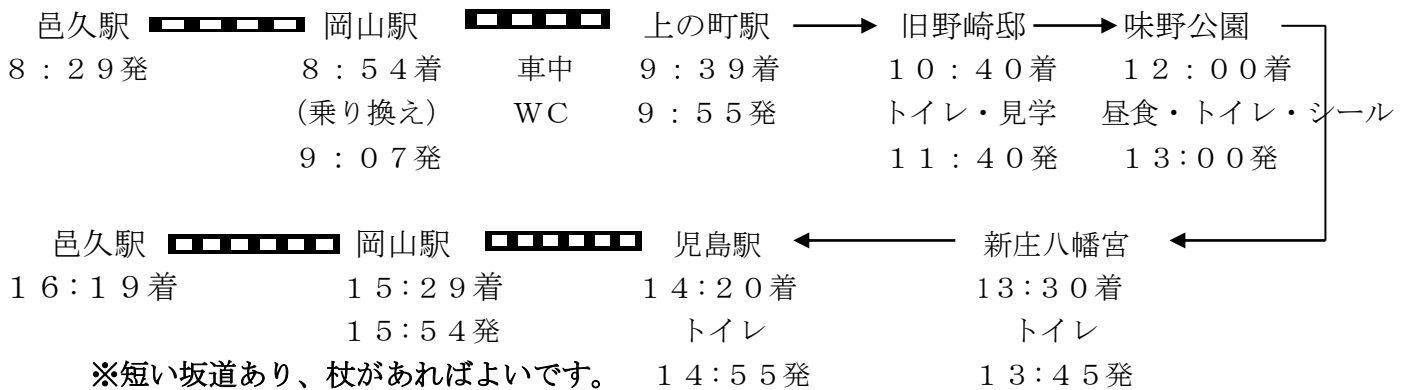 邑久駅 岡山駅 上の町駅 旧野崎邸 味野公園
８：２９発 ８：５４着 車中 ９：３９着 １０：４０着 １２：００着
(乗り換え) ＷＣ ９：５５発 トイレ・見学 昼食・トイレ・シール
９：０７発 １１：４０発 １３：００発
邑久駅 岡山駅 児島駅 新庄八幡宮
１６：１９着 １５：２９着 １４：２０着 １３：３０着
１５：５４発 トイレ トイレ
※短い坂道あり、杖があればよいです。 １４：５５発 １３：４５発